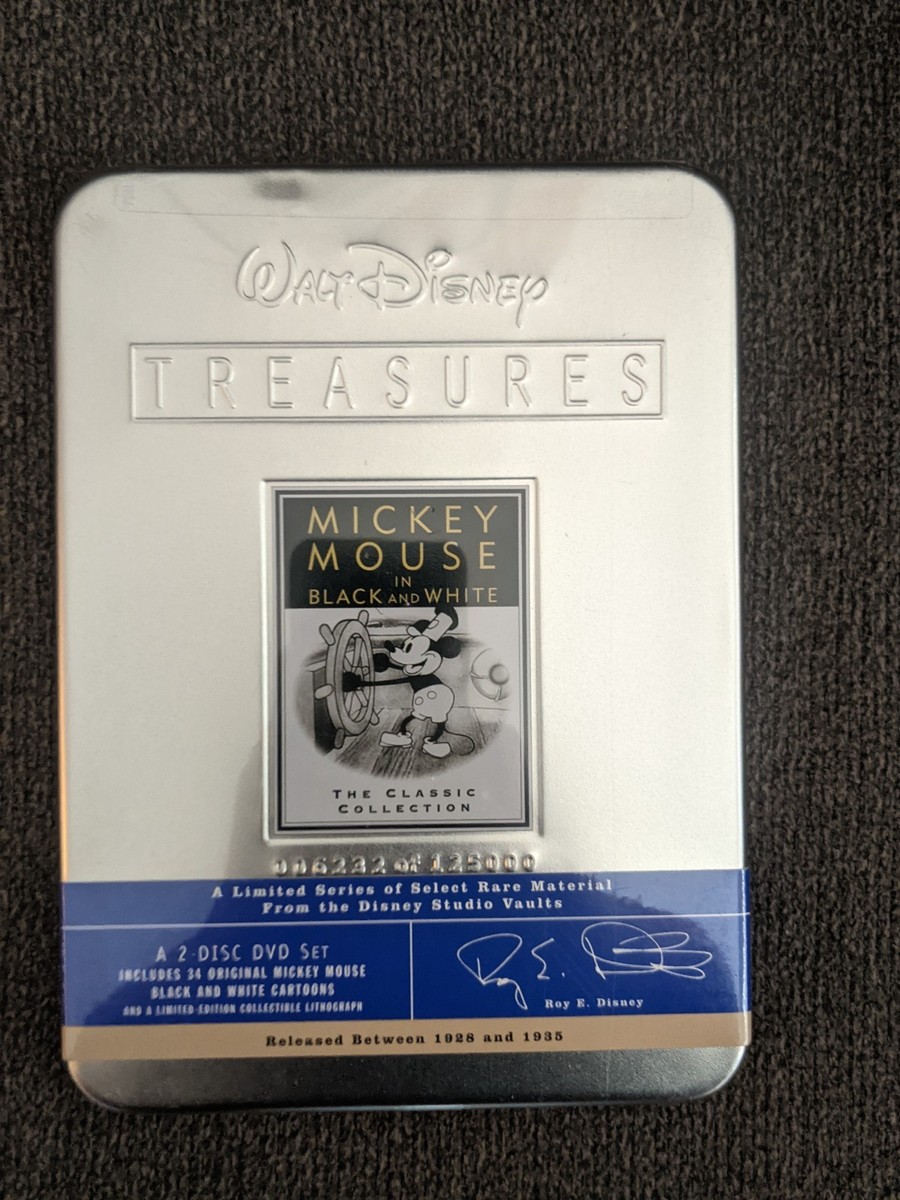 WALT DISNEY
TREASURES
MICKEY
MOUSE
IN
BLACK AND WHITE
THE CLASSIC
COLLECTION
006232 of 125000
A Limited Series of Select Rare Material
From the Disney Studio Vaults
A 2-DISC DVD SET
INCLUDES 34 ORIGINAL MICKEY MOUSE
BLACK AND WHITE CARTOONS
AND A LIMITED-EDITION COLLECTIBLE LITHOGRAPH
Roy E. Disney
Roy E. Disney
Released Between 1928 and 1935